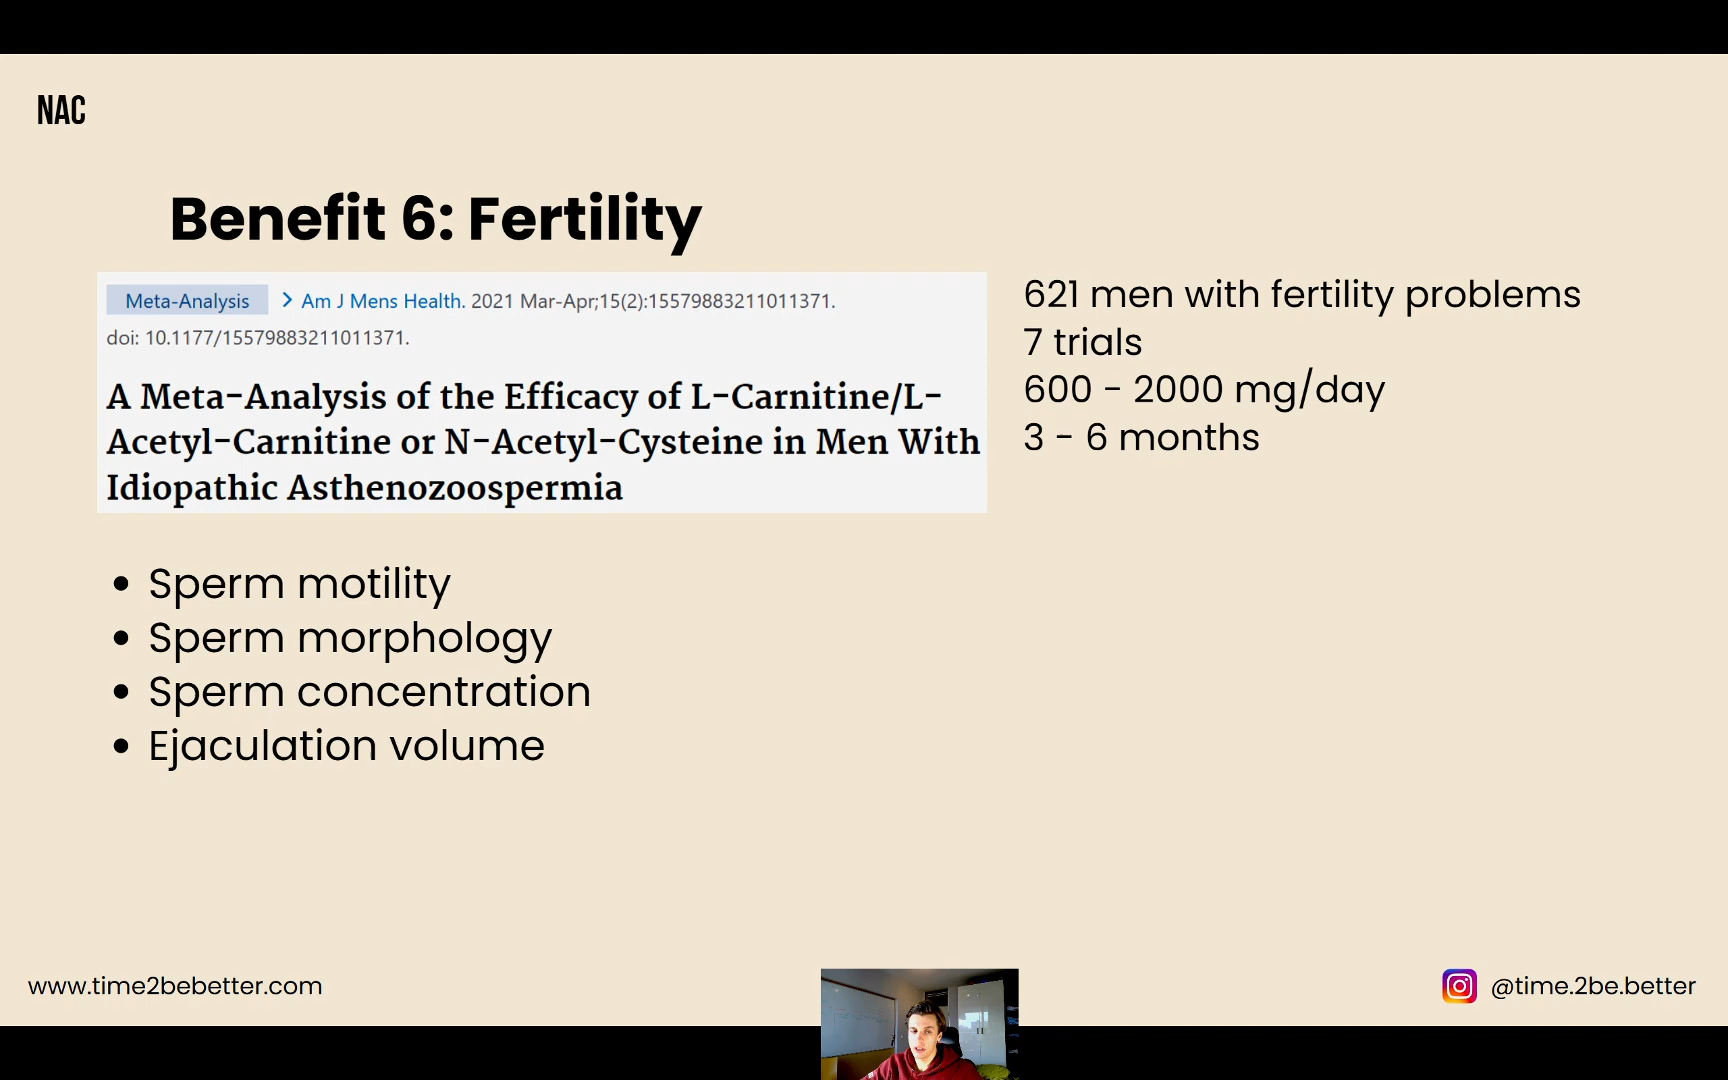 NAC
Benefit 6: Fertility
Meta-Analysis > Am J Mens Health. 2021 Mar-Apr;15(2):15579883211011371.
doi: 10.1177/15579883211011371.
A Meta-Analysis of the Efficacy of L-Carnitine/L-
Acetyl-Carnitine or N-Acetyl-Cysteine in Men With
Idiopathic Asthenozoospermia
621 men with fertility problems
7 trials
600 - 2000 mg/day
3 - 6 months
• Sperm motility
• Sperm morphology
• Sperm concentration
• Ejaculation volume
www.time2bebetter.com
@time.2be.better